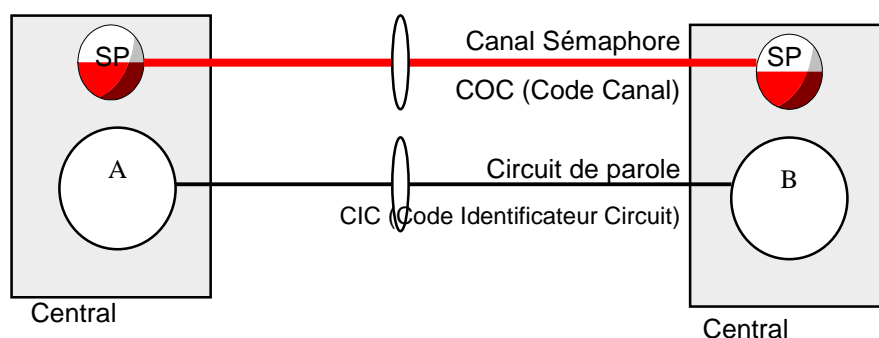 SP
Canal Sémaphore
SP
COC (Code Canal)
A
Circuit de parole
B
CIC (Code Identificateur Circuit)
Central
Central